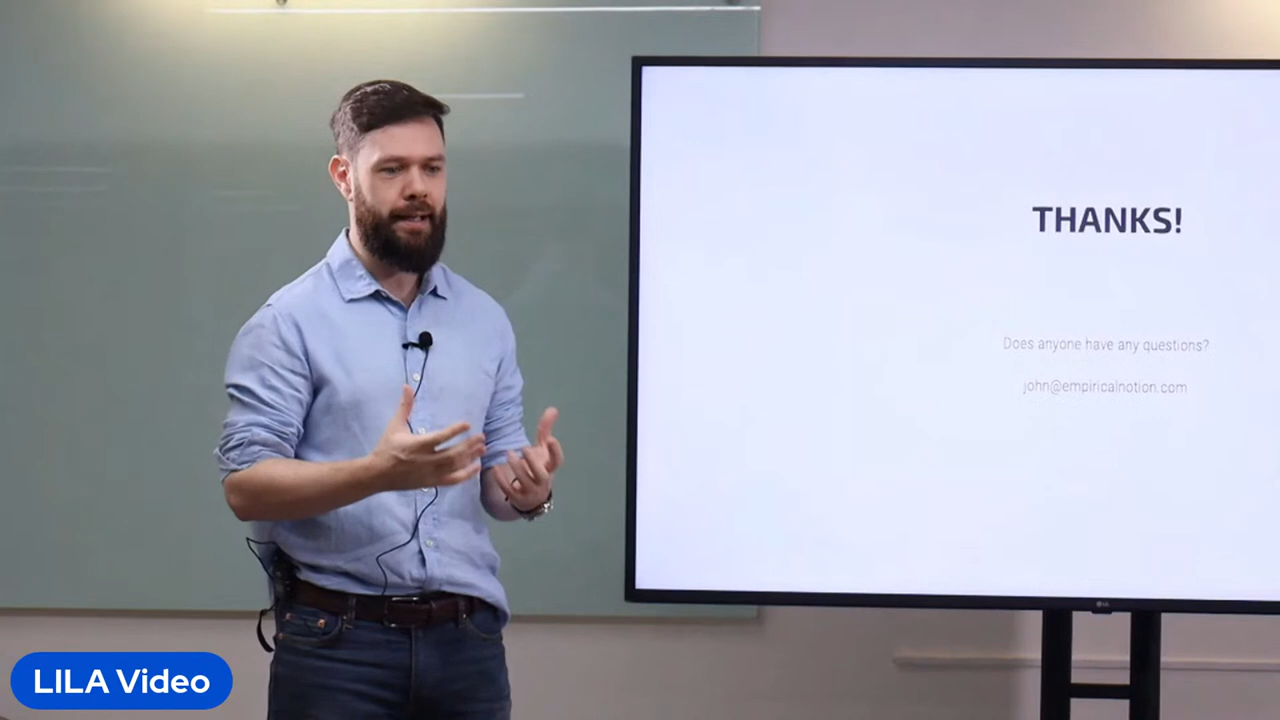 THANKS!
Does anyone have any questions?
john@empiricalnotion.com
LILA Video